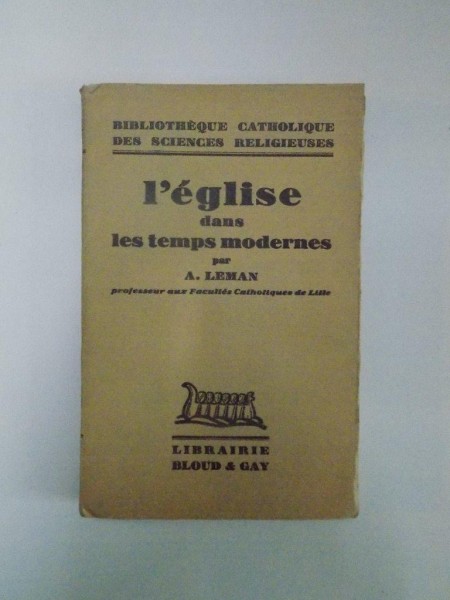 BIBLIOTHÈQUE CATHOLIQUE
DES SCIENCES RELIGIEUSES
l'église
dans
les temps modernes
par
A. LEMAN
professeur aux Facultés Catholiques de Lille
LIBRAIRIE
BLOUD & GAY